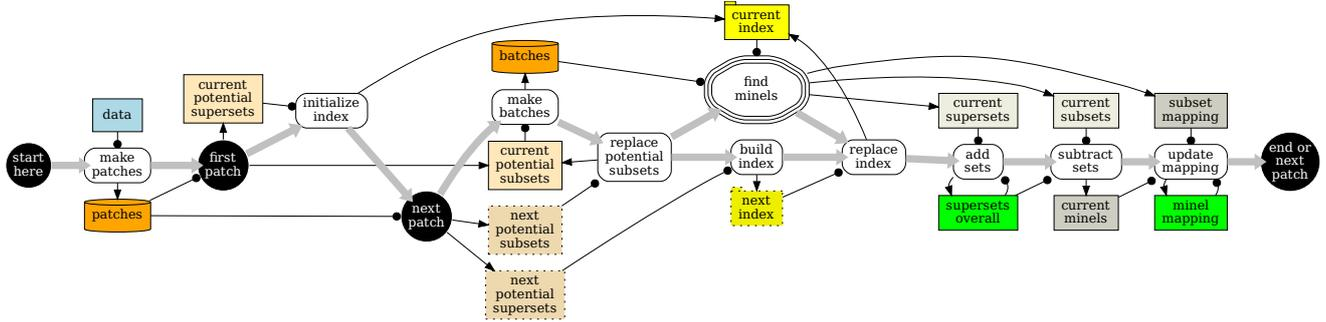 current
index
batches
find
minels
current
potential
supersets
initialize
index
make
batches
data
current
supersets
current
subsets
subset
mapping
start
here
make
patches
first
patch
current
potential
subsets
replace
potential
subsets
build
index
replace
index
add
sets
subtract
sets
update
mapping
end or
next
patch
patches
next
patch
next
potential
subsets
next
index
supersets
overall
current
minels
minel
mapping
next
potential
supersets